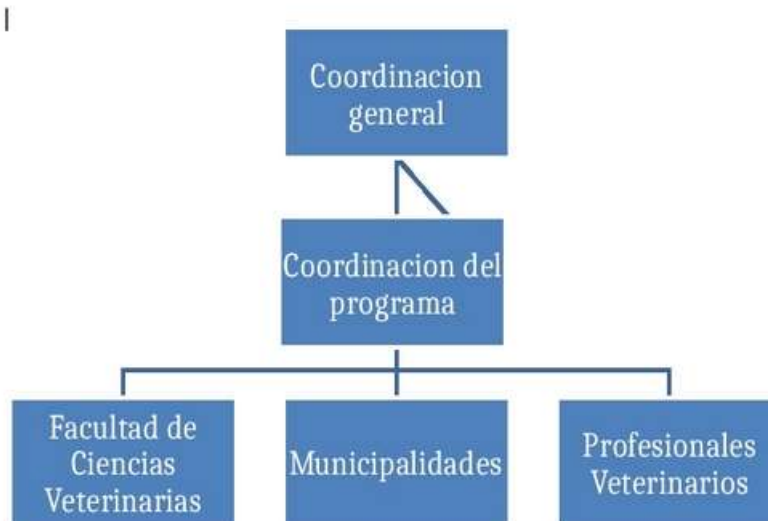 Coordinacion
general
Coordinacion del
programa
Facultad de
Ciencias
Veterinarias
Municipalidades
Profesionales
Veterinarios